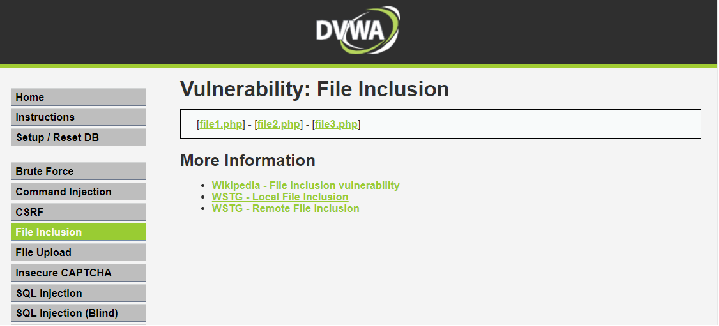 DVWA
Home
Instructions
Setup / Reset DB
Brute Force
Command Injection
CSRF
File Inclusion
File Upload
Insecure CAPTCHA
SQL Injection
SQL Injection (Blind)
Vulnerability: File Inclusion
[file1.php] - [file2.php] - [file3.php]
More Information
Wikipedia - File inclusion vulnerability
WSTG - Local File Inclusion
WSTG - Remote File Inclusion